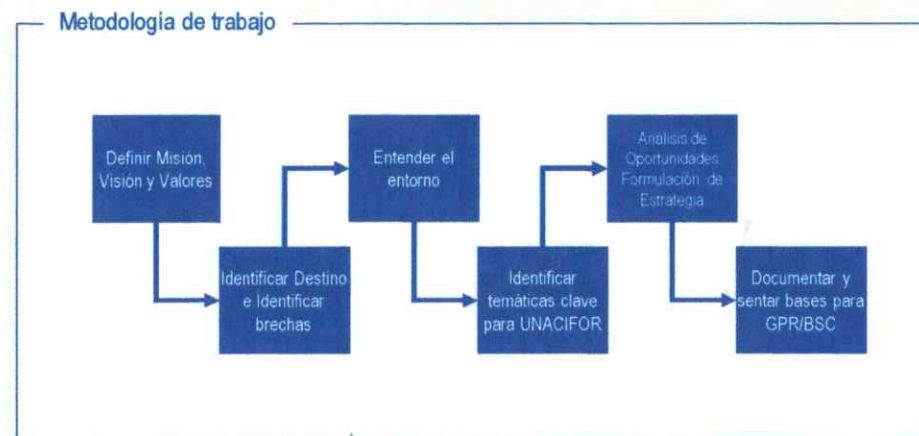 Metodología de trabajo
Definir Misión,
Visión y Valores
Identificar Destino
e Identificar
brechas
Entender el
entorno
Identificar
temáticas clave
para UNACIFOR
Análisis de
Oportunidades
Formulación de
Estrategia
Documentar y
sentar bases para
GPR/BSC